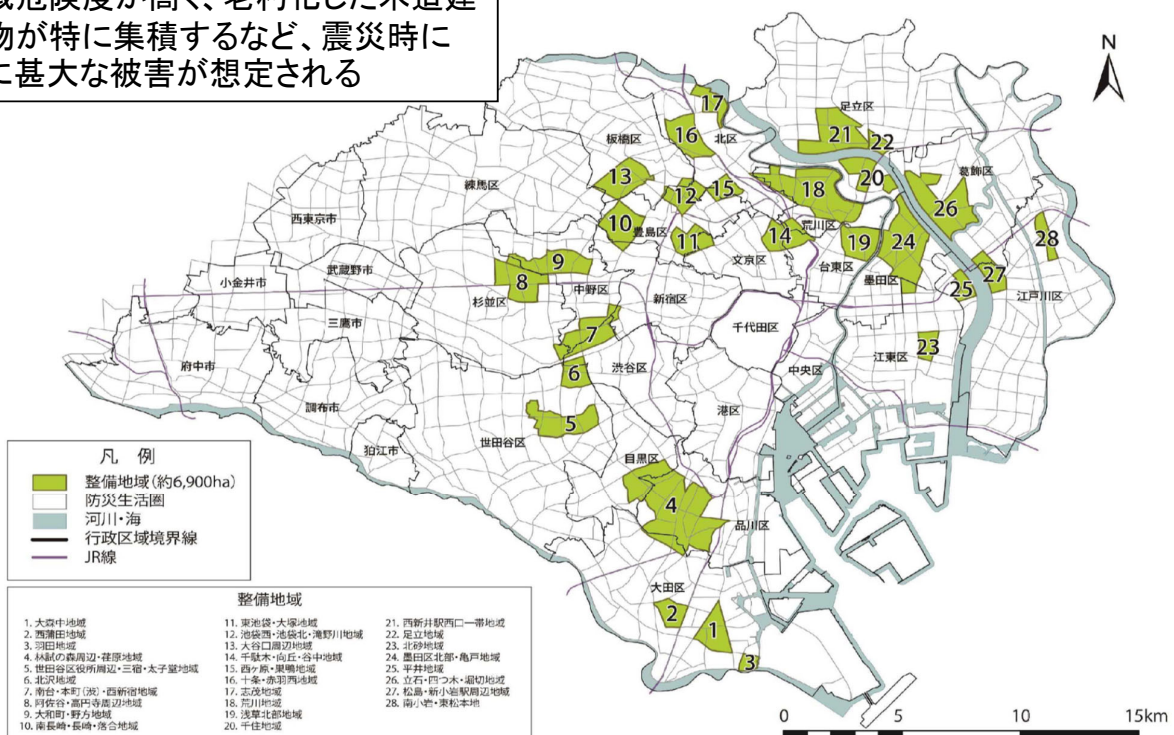 域危険度が高く、老朽化した木造建
物が特に集積するなど、震災時に
に甚大な被害が想定される
N
足立区
17
21
22
板橋区
16
北区
葛飾区
練馬区
13
12
15
18
20
26
西東京市
10
豊島区
荒川区
28
11
14
19
24
武蔵野市
9
文京区
台東区
27
小金井市
8
中野区
新宿区
墨田区
25
江戸川区
杉並区
三鷹市
千代田区
7
23
府中市
6
渋谷区
中央区
江東区
調布市
5
港区
世田谷区
狛江市
目黒区
4
品川区
大田区
2
1
3
凡 例
整備地域(約6,900ha)
防災生活圏
河川・海
行政区域境界線
JR線
整備地域
1. 大森中地域
2. 西蒲田地域
3. 羽田地域
4. 林試の森周辺・荏原地域
5. 世田谷区役所周辺・三宿・太子堂地域
6. 北沢地域
7. 南台・本町(渋)・西新宿地域
8. 阿佐谷・高円寺周辺地域
9. 大和町・野方地域
10. 南長崎・長崎・落合地域
11. 東池袋・大塚地域
12. 池袋西・池袋北・滝野川地域
13. 大谷口周辺地域
14. 千駄木・向丘・谷中地域
15. 西ヶ原・巣鴨地域
16. 十条・赤羽西地域
17. 志茂地域
18. 荒川地域
19. 浅草北部地域
20. 千住地域
21. 西新井駅西口一帯地域
22. 足立地域
23. 北砂地域
24. 墨田区北部・亀戸地域
25. 平井地域
26. 立石・四つ木・堀切地域
27. 松島・新小岩駅周辺地域
28. 南小岩・東松本地
0 5 10 15km